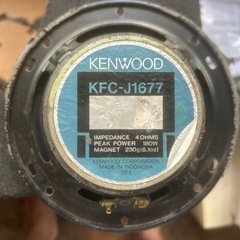 KENWOOD
KFC-J1677
IMPEDANCE 4 OHMS
PEAK POWER 180W
MAGNET 230g(8.1oz)
KENWOOD CORPORATION
MADE IN INDONESIA